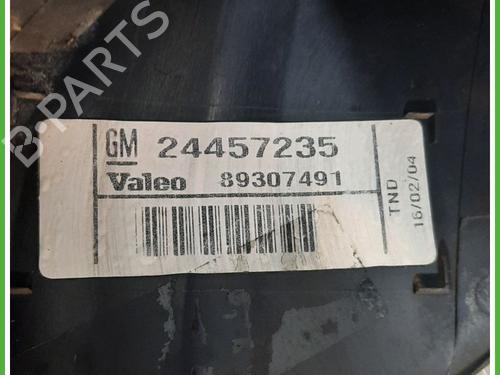 B-PARTS
GM 24457235
Valeo 89307491
TND
16/02/04